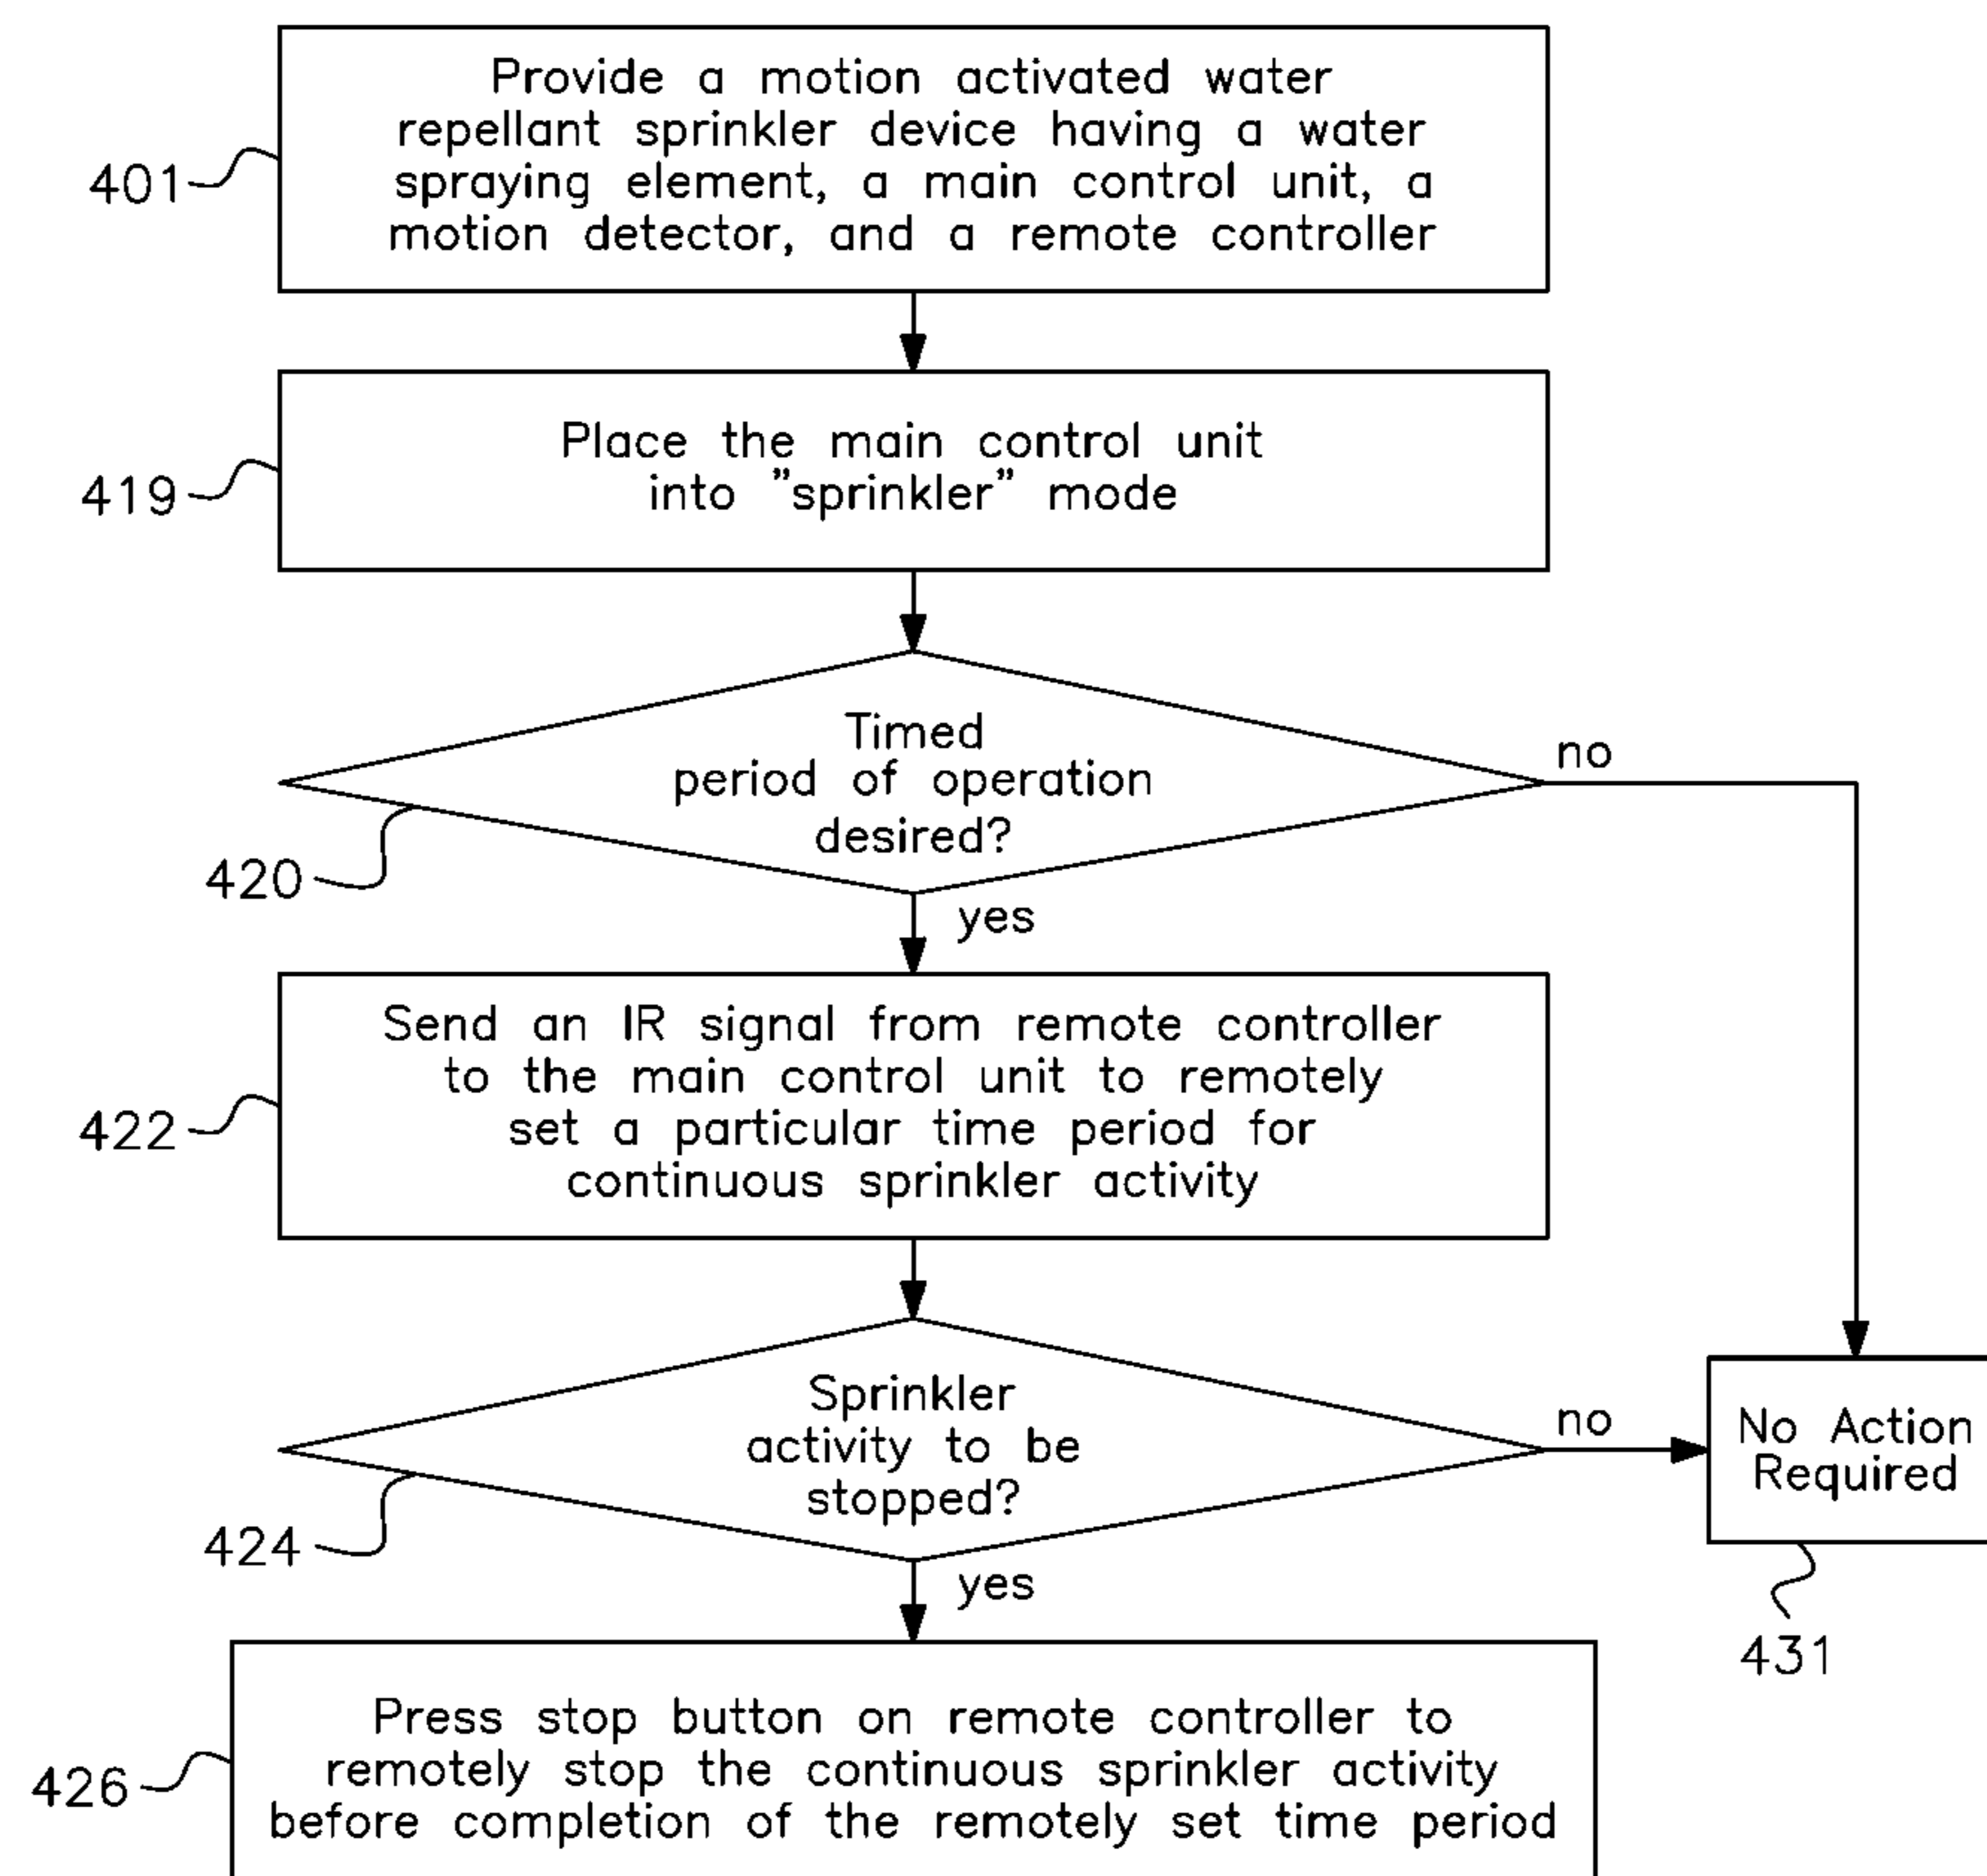 Provide a motion activated water
repellant sprinkler device having a water
spraying element, a main control unit, a
motion detector, and a remote controller
401
Place the main control unit
into "sprinkler" mode
419
Timed
period of operation
desired?
no
420
yes
Send an IR signal from remote controller
to the main control unit to remotely
set a particular time period for
continuous sprinkler activity
422
Sprinkler
activity to be
stopped?
no
No Action
Required
424
yes
431
Press stop button on remote controller to
remotely stop the continuous sprinkler activity
before completion of the remotely set time period
426